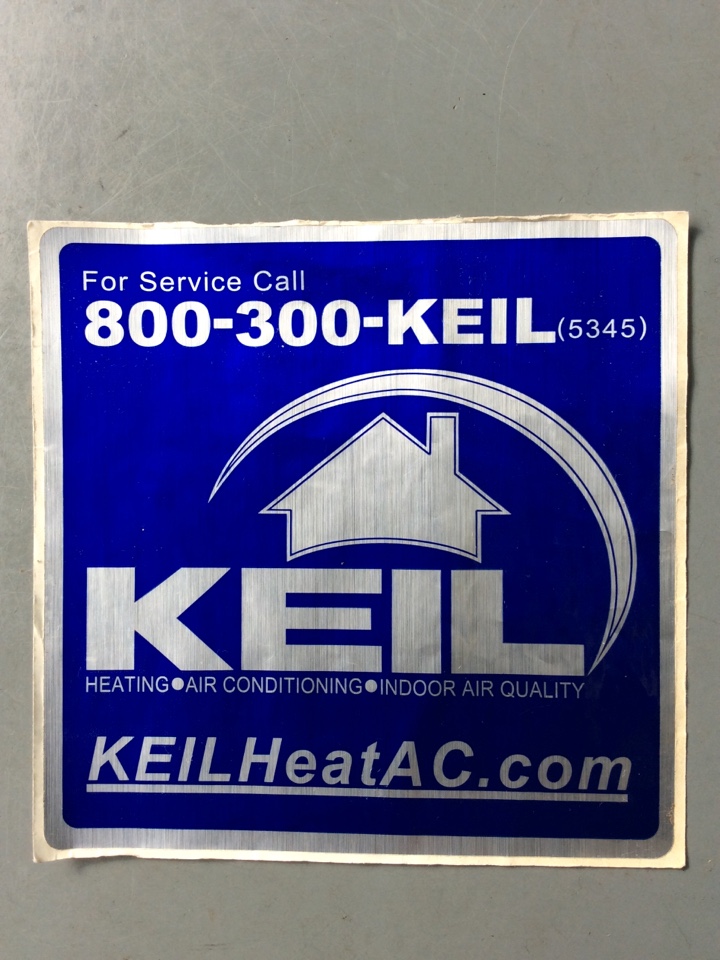 For Service Call
800-300-KEIL (5345)
KEIL
HEATING●AIR CONDITIONING●INDOOR AIR QUALITY
KEILHeatAC.com